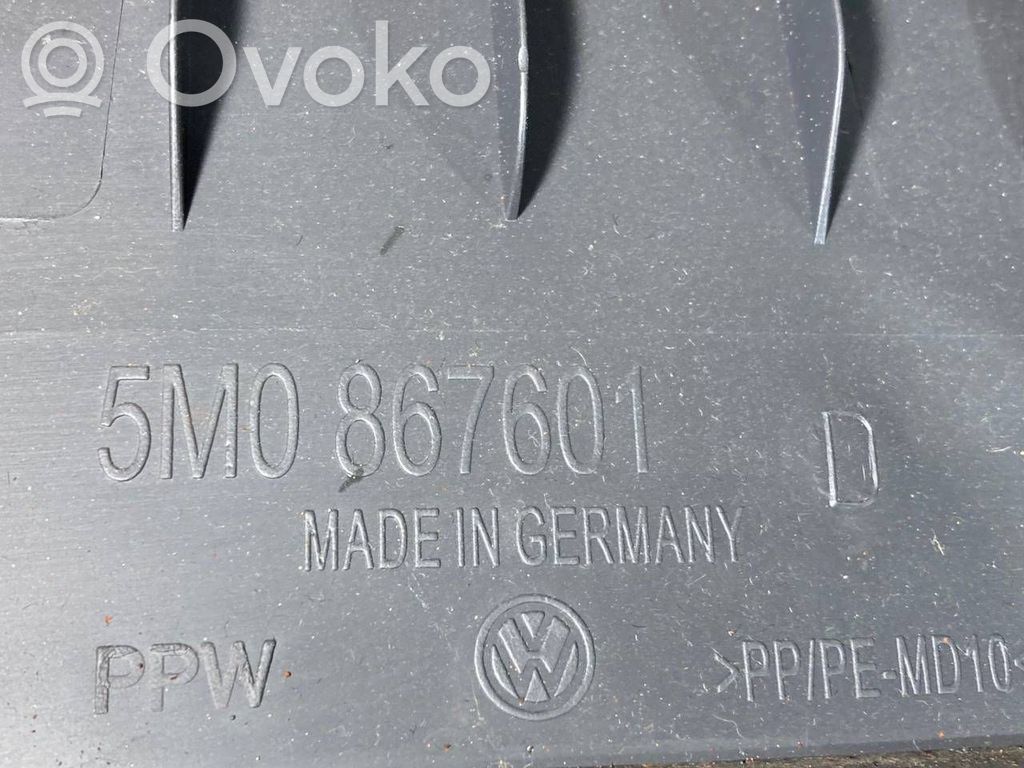 Ovoko
5M0 867601 D
MADE IN GERMANY
PPW >PP/PE-MD10<